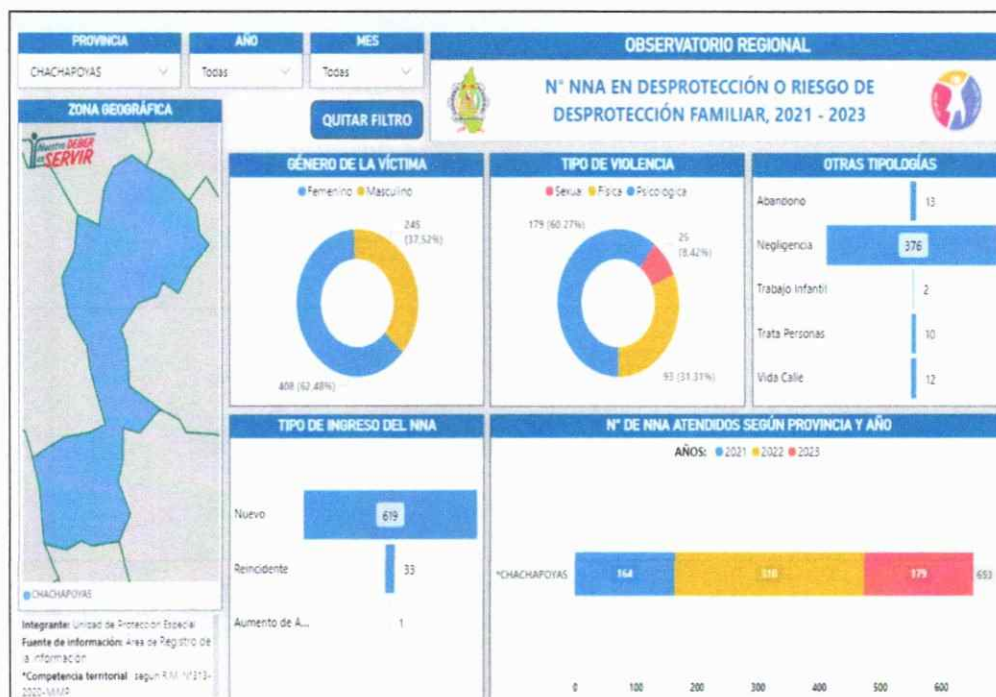 PROVINCIA
CHACHAPOYAS
AÑO
Todas
MES
Todas
OBSERVATORIO REGIONAL
N° NNA EN DESPROTECCIÓN O RIESGO DE
DESPROTECCIÓN FAMILIAR, 2021 - 2023
QUITAR FILTRO
ZONA GEOGRÁFICA
Nuestro DEBER
es SERVIR
CHACHAPOYAS
Integrante: Unidad de Protección Especial
Fuente de información: Area de Registro de
la información
*Competencia territorial según R.M. N°313-
2020-MIMP
GÉNERO DE LA VÍCTIMA
Femenino Masculino
245
(37,52%)
408 (62,48%)
TIPO DE VIOLENCIA
Sexual Física Psicologica
179 (60.27%)
25
(8,42%)
93 (31.31%)
OTRAS TIPOLOGÍAS
Abandono 13
Negligencia 376
Trabajo Infantil 2
Trata Personas 10
Vida Calle 12
TIPO DE INGRESO DEL NNA
Nuevo 619
Reincidente 33
Aumento de A... 1
N° DE NNA ATENDIDOS SEGÚN PROVINCIA Y AÑO
AÑOS: 2021 2022 2023
*CHACHAPOYAS 164 310 179 653
0 100 200 300 400 500 600